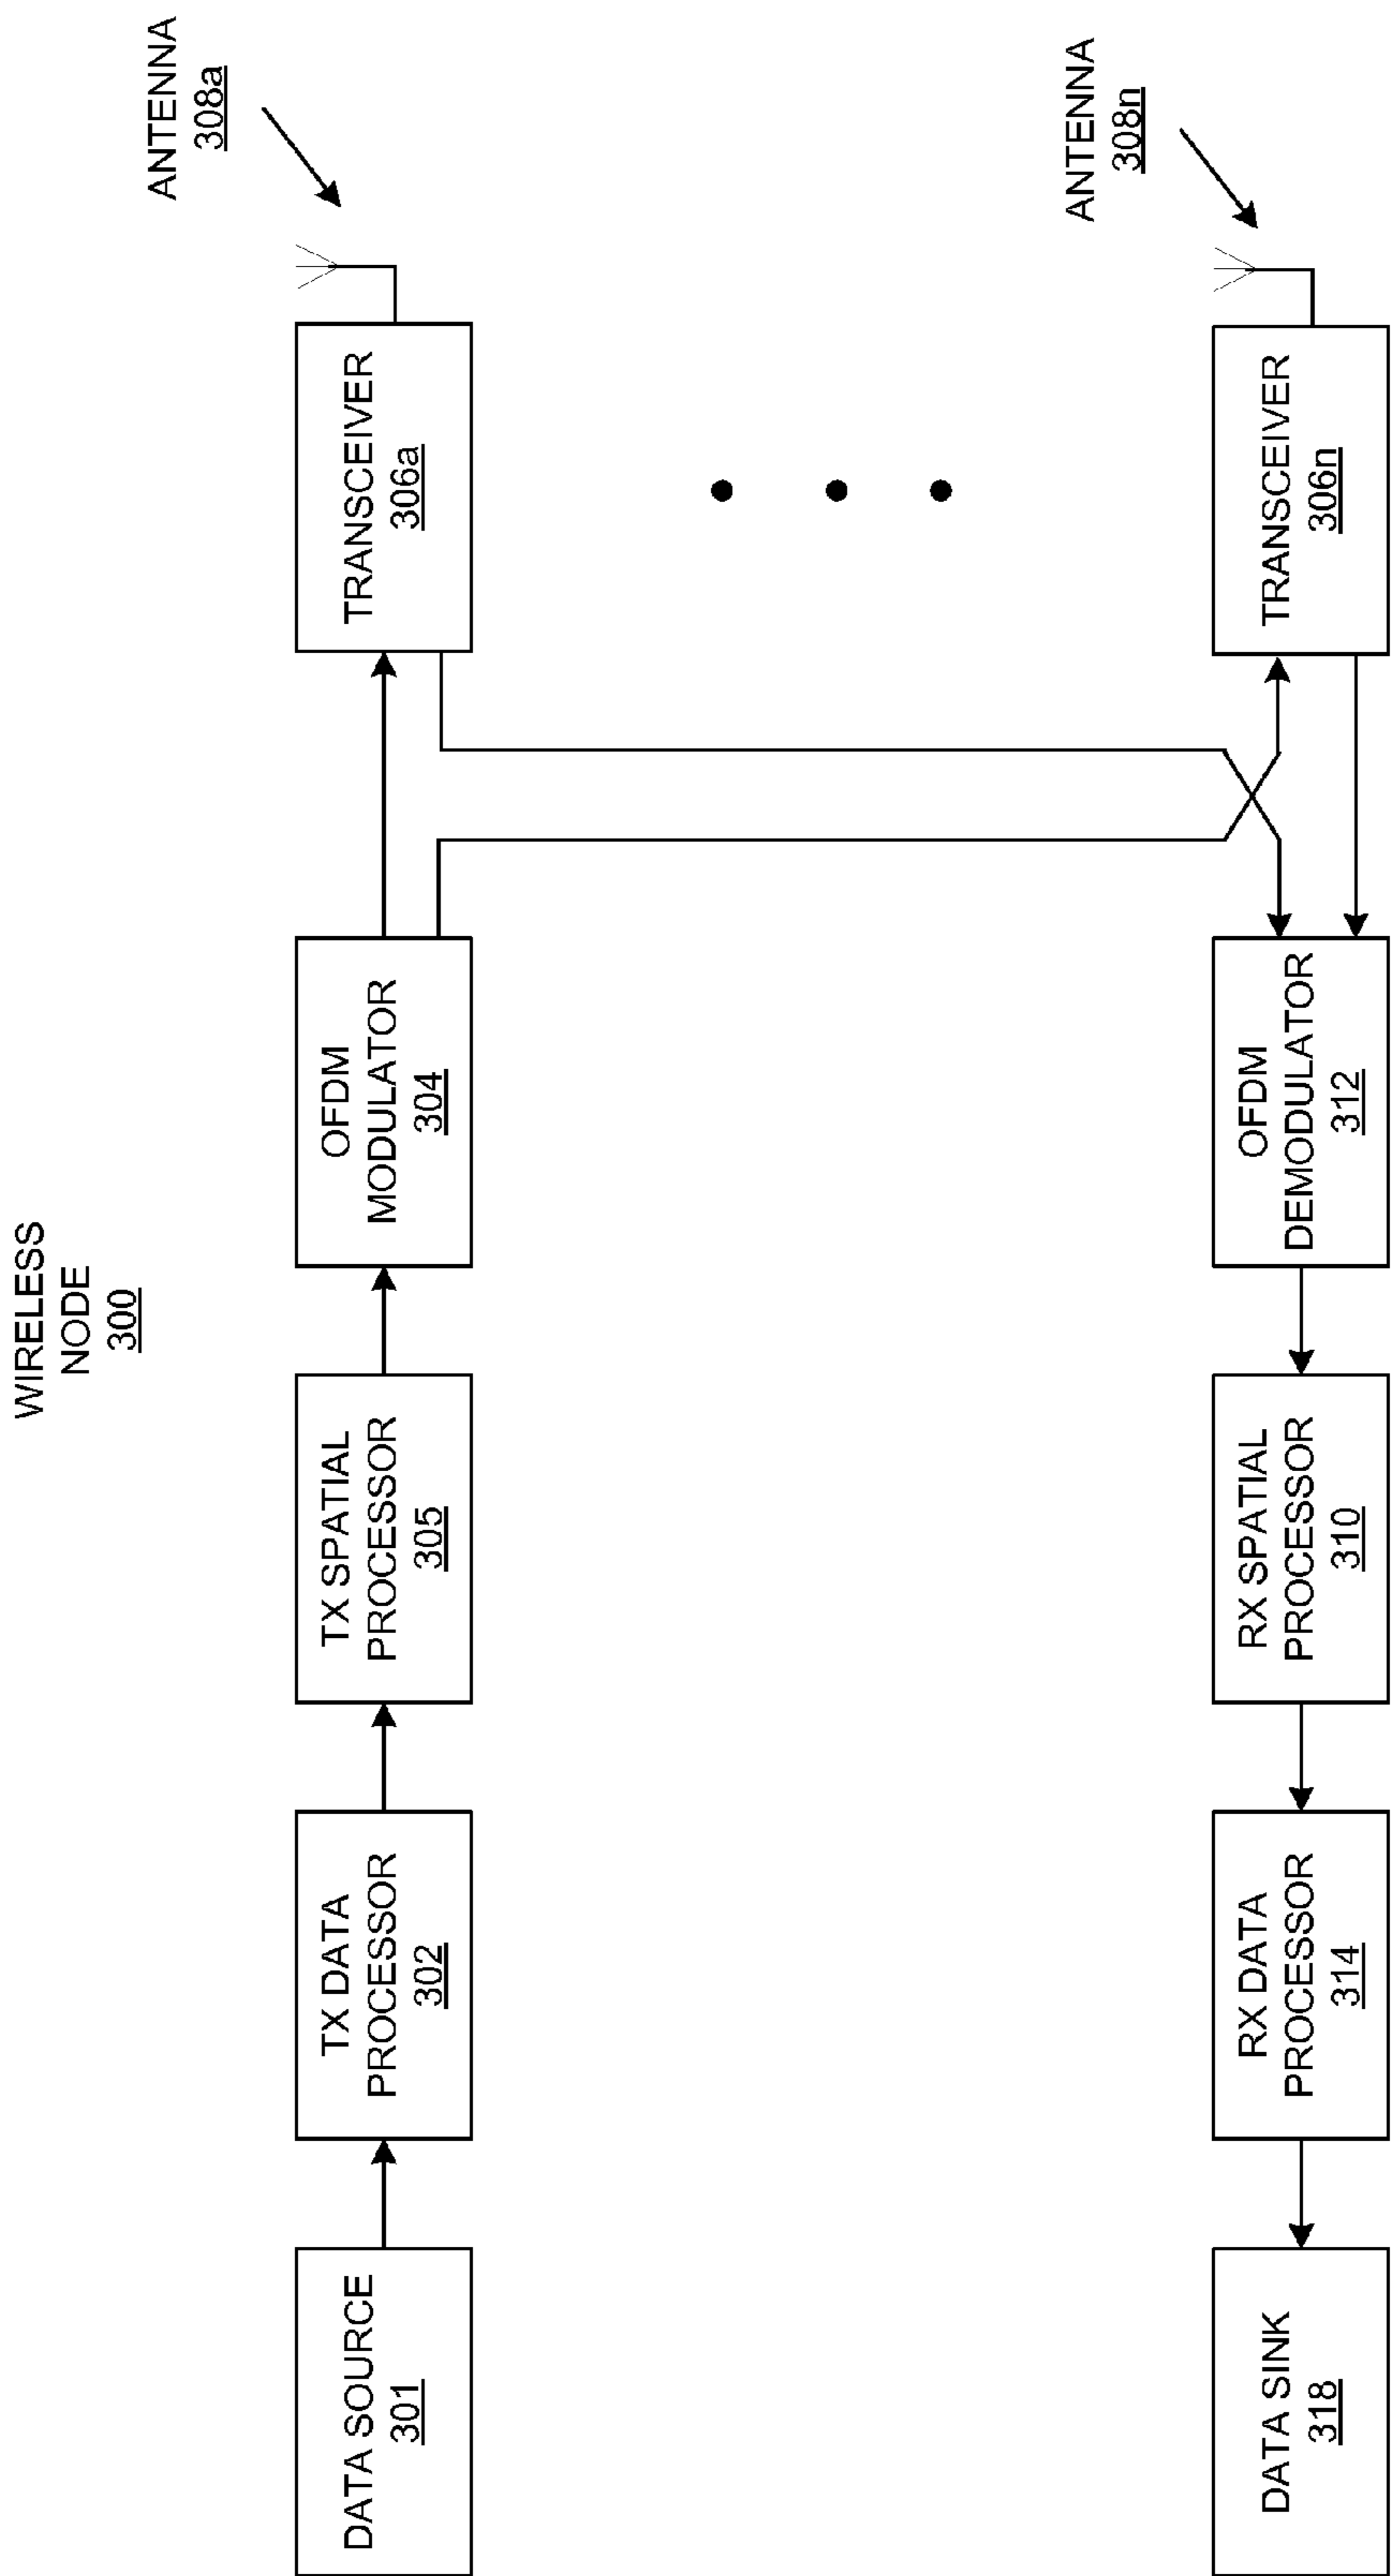 WIRELESS
NODE
300
DATA SOURCE
301
TX DATA
PROCESSOR
302
TX SPATIAL
PROCESSOR
305
OFDM
MODULATOR
304
TRANSCEIVER
306a
ANTENNA
308a
DATA SINK
318
RX DATA
PROCESSOR
314
RX SPATIAL
PROCESSOR
310
OFDM
DEMODULATOR
312
TRANSCEIVER
306n
ANTENNA
308n